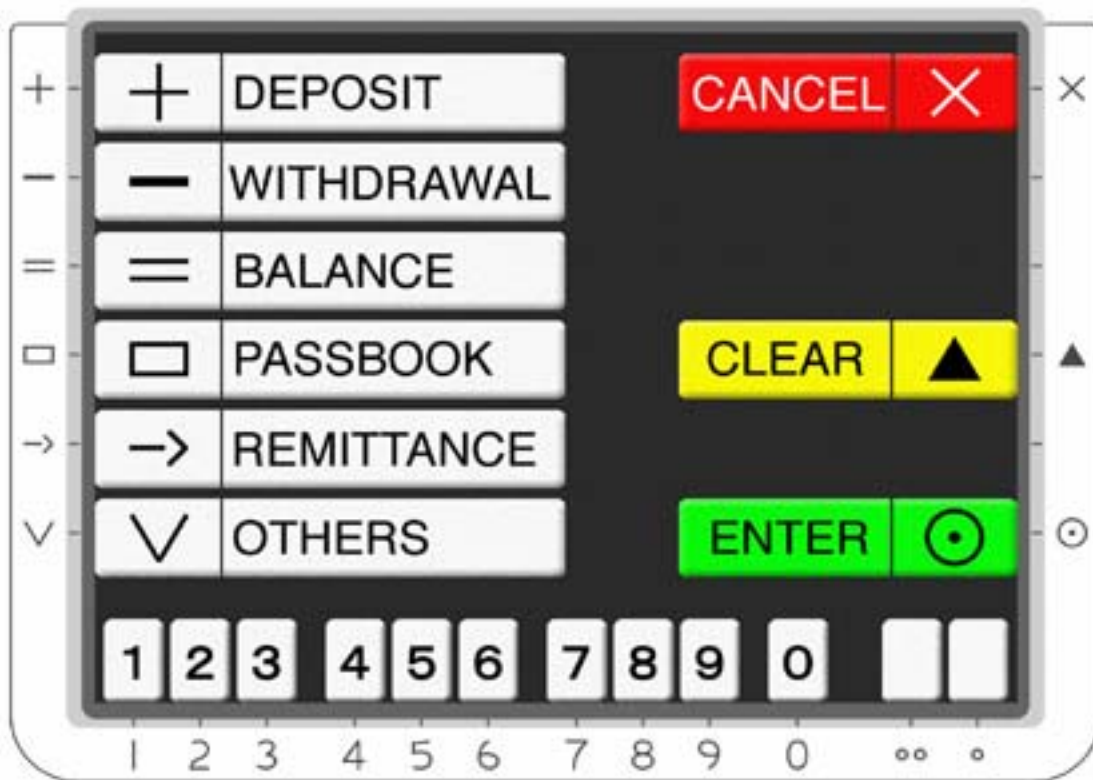 + DEPOSIT CANCEL ×
− WITHDRAWAL
= BALANCE
PASSBOOK CLEAR ▲
→ REMITTANCE
∨ OTHERS ENTER ⊙
1 2 3 4 5 6 7 8 9 0
1 2 3 4 5 6 7 8 9 0